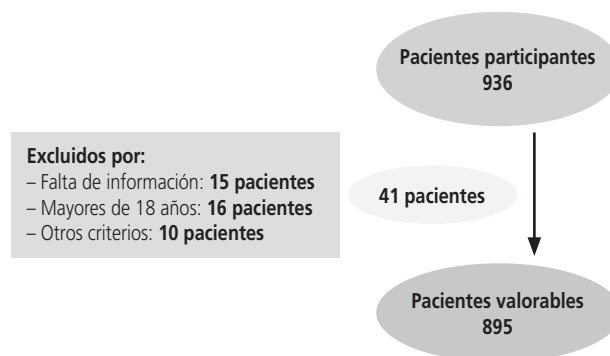 Pacientes participantes
936
Excluidos por:
– Falta de información: 15 pacientes
– Mayores de 18 años: 16 pacientes
– Otros criterios: 10 pacientes
41 pacientes
Pacientes valorables
895